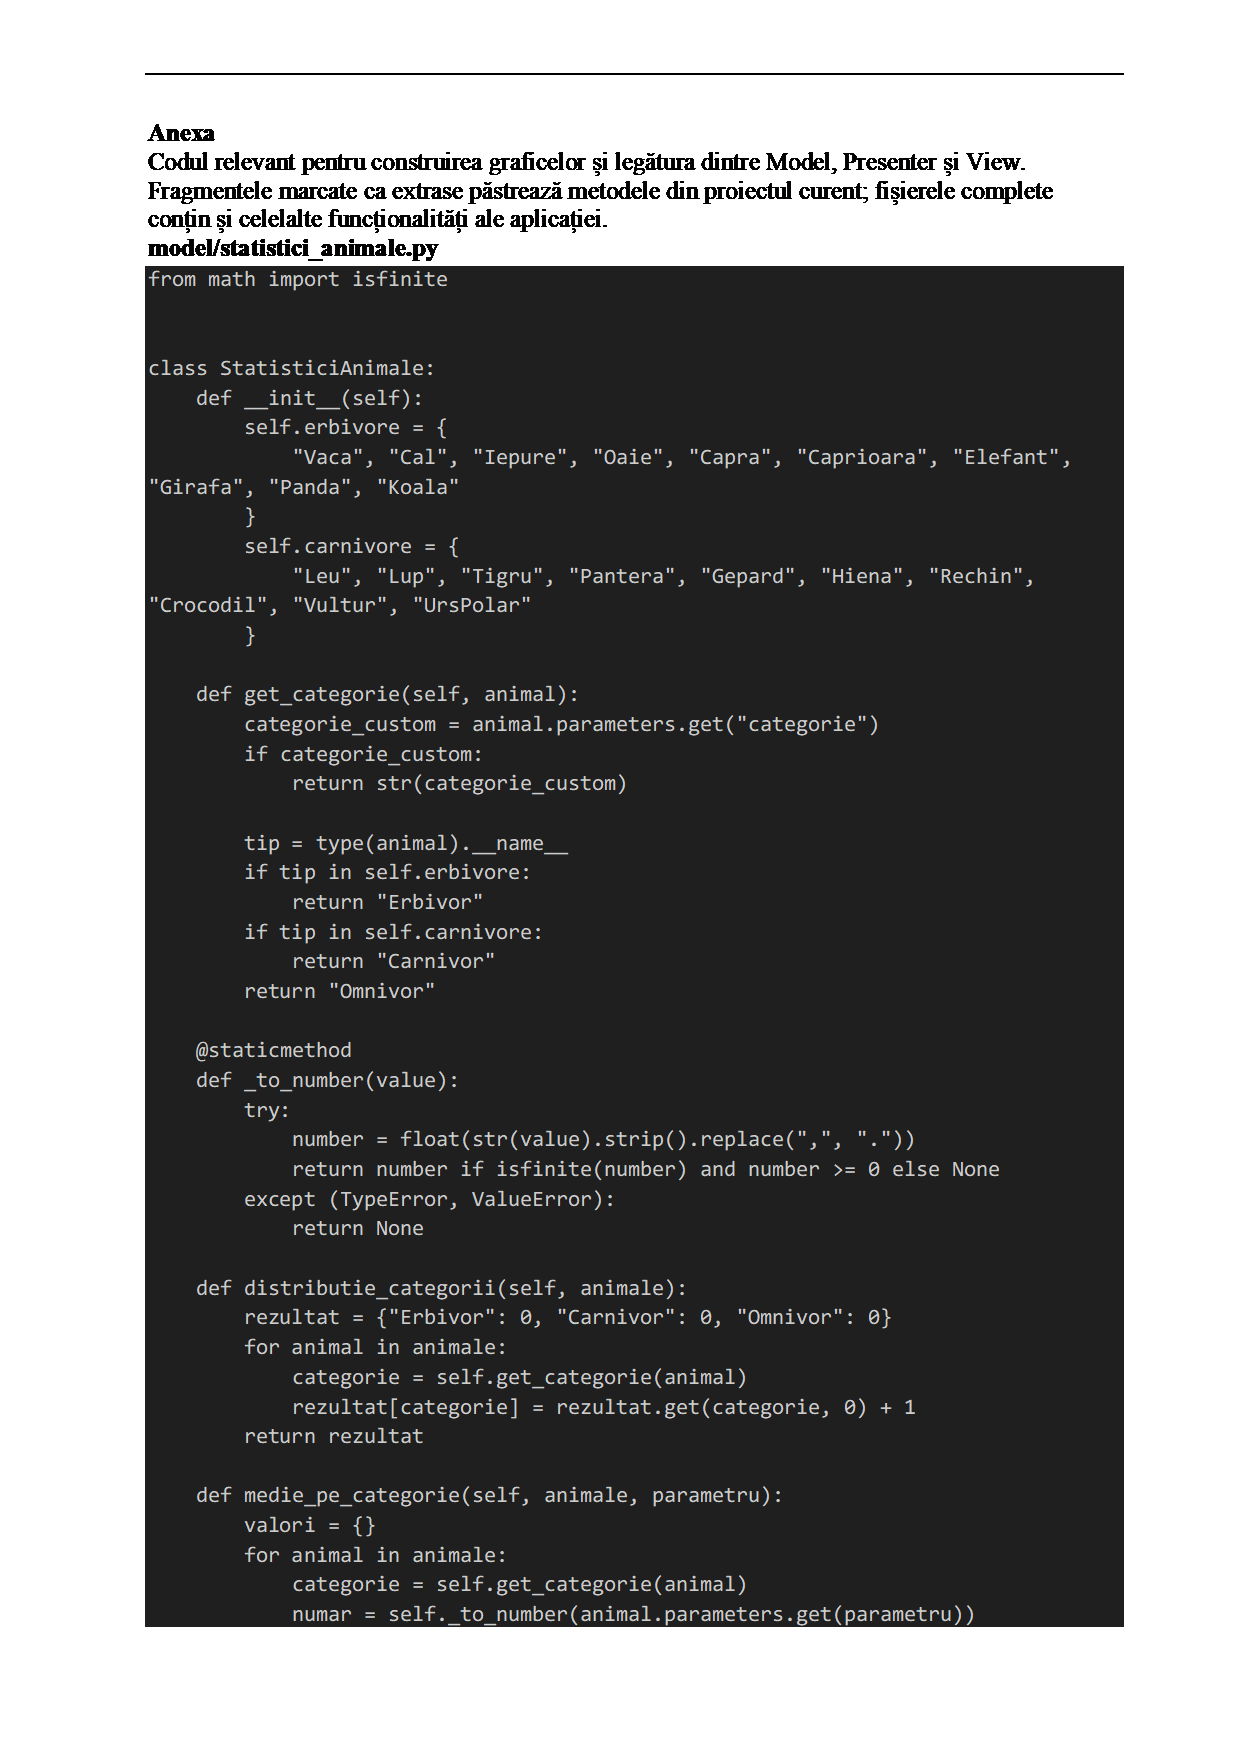 Anexa
Codul relevant pentru construirea graficelor și legătura dintre Model, Presenter și View.
Fragmentele marcate ca extrase păstrează metodele din proiectul curent; fișierele complete
conțin și celelalte funcționalități ale aplicației.
model/statistici_animale.py
from math import isfinite
class StatisticiAnimale:
    def __init__(self):
        self.erbivore = {
            "Vaca", "Cal", "Iepure", "Oaie", "Capra", "Caprioara", "Elefant",
"Girafa", "Panda", "Koala"
        }
        self.carnivore = {
            "Leu", "Lup", "Tigru", "Pantera", "Gepard", "Hiena", "Rechin",
"Crocodil", "Vultur", "UrsPolar"
        }
    def get_categorie(self, animal):
        categorie_custom = animal.parameters.get("categorie")
        if categorie_custom:
            return str(categorie_custom)
        tip = type(animal).__name__
        if tip in self.erbivore:
            return "Erbivor"
        if tip in self.carnivore:
            return "Carnivor"
        return "Omnivor"
    @staticmethod
    def _to_number(value):
        try:
            number = float(str(value).strip().replace(",", "."))
            return number if isfinite(number) and number >= 0 else None
        except (TypeError, ValueError):
            return None
    def distributie_categorii(self, animale):
        rezultat = {"Erbivor": 0, "Carnivor": 0, "Omnivor": 0}
        for animal in animale:
            categorie = self.get_categorie(animal)
            rezultat[categorie] = rezultat.get(categorie, 0) + 1
        return rezultat
    def medie_pe_categorie(self, animale, parametru):
        valori = {}
        for animal in animale:
            categorie = self.get_categorie(animal)
            numar = self._to_number(animal.parameters.get(parametru))